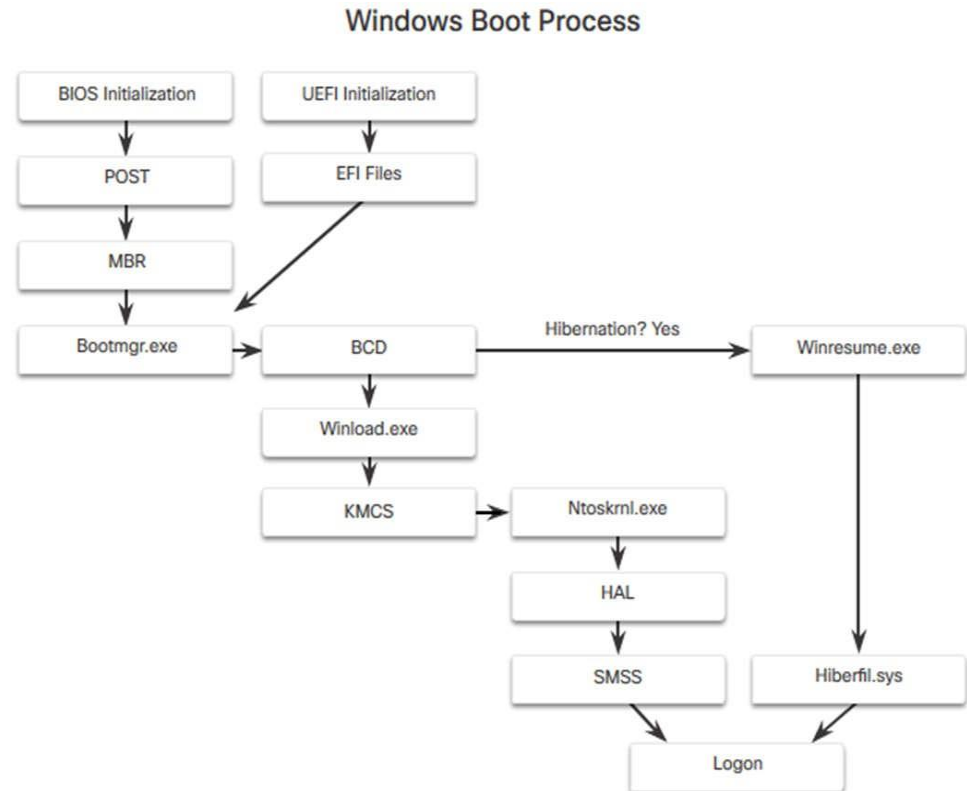 Windows Boot Process
BIOS Initialization
UEFI Initialization
POST
EFI Files
MBR
Bootmgr.exe
BCD
Hibernation? Yes
Winresume.exe
Winload.exe
KMCS
Ntoskrnl.exe
HAL
SMSS
Hiberfil.sys
Logon